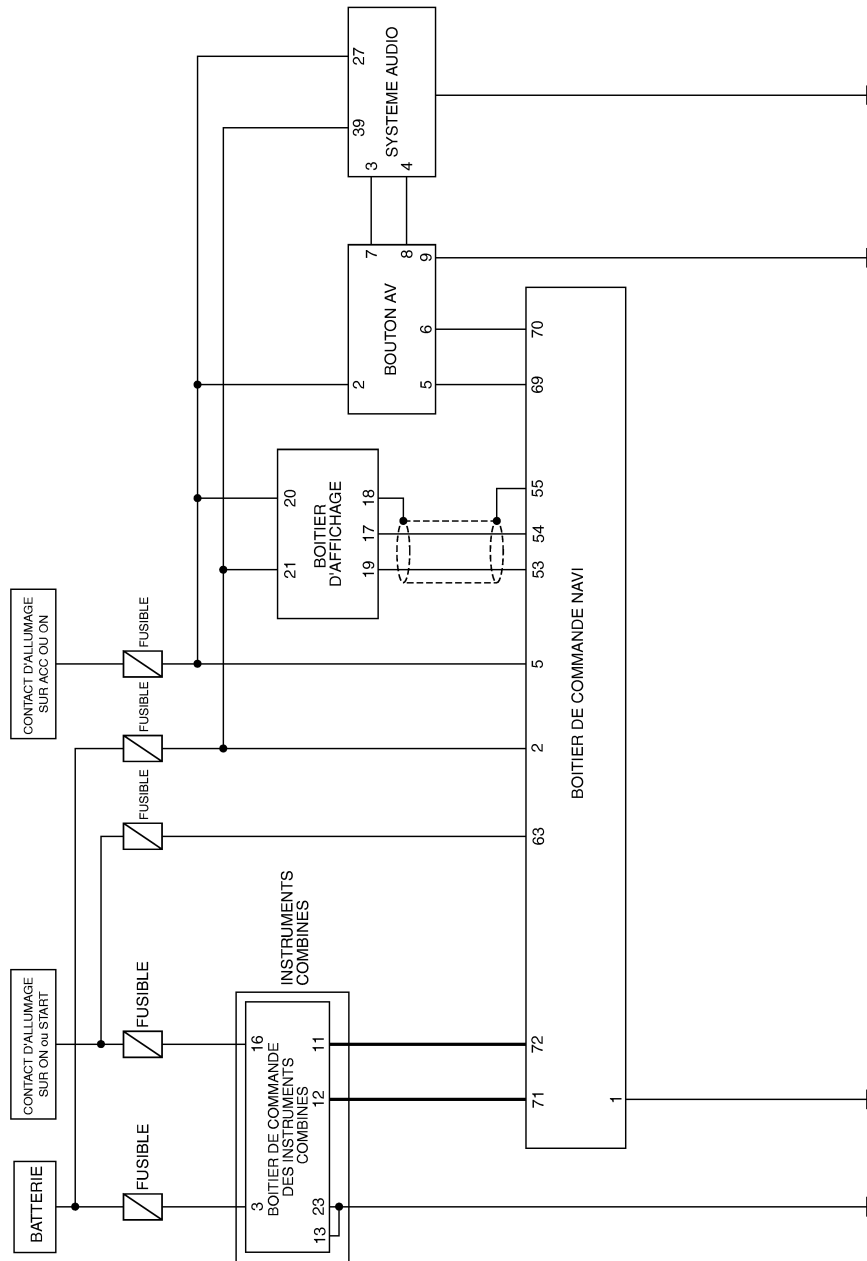 BATTERIE
CONTACT D'ALLUMAGE
SUR ON ou START
CONTACT D'ALLUMAGE
SUR ACC OU ON
FUSIBLE
FUSIBLE
FUSIBLE
FUSIBLE
FUSIBLE
INSTRUMENTS
COMBINES
3
16
BOITIER DE COMMANDE
DES INSTRUMENTS
COMBINES
13
23
12
11
21
20
BOITIER
D'AFFICHAGE
19
17
18
2
BOUTON AV
5
6
7
8
9
39
27
SYSTEME AUDIO
3
4
71
72
63
2
5
53
54
55
69
70
BOITIER DE COMMANDE NAVI
1